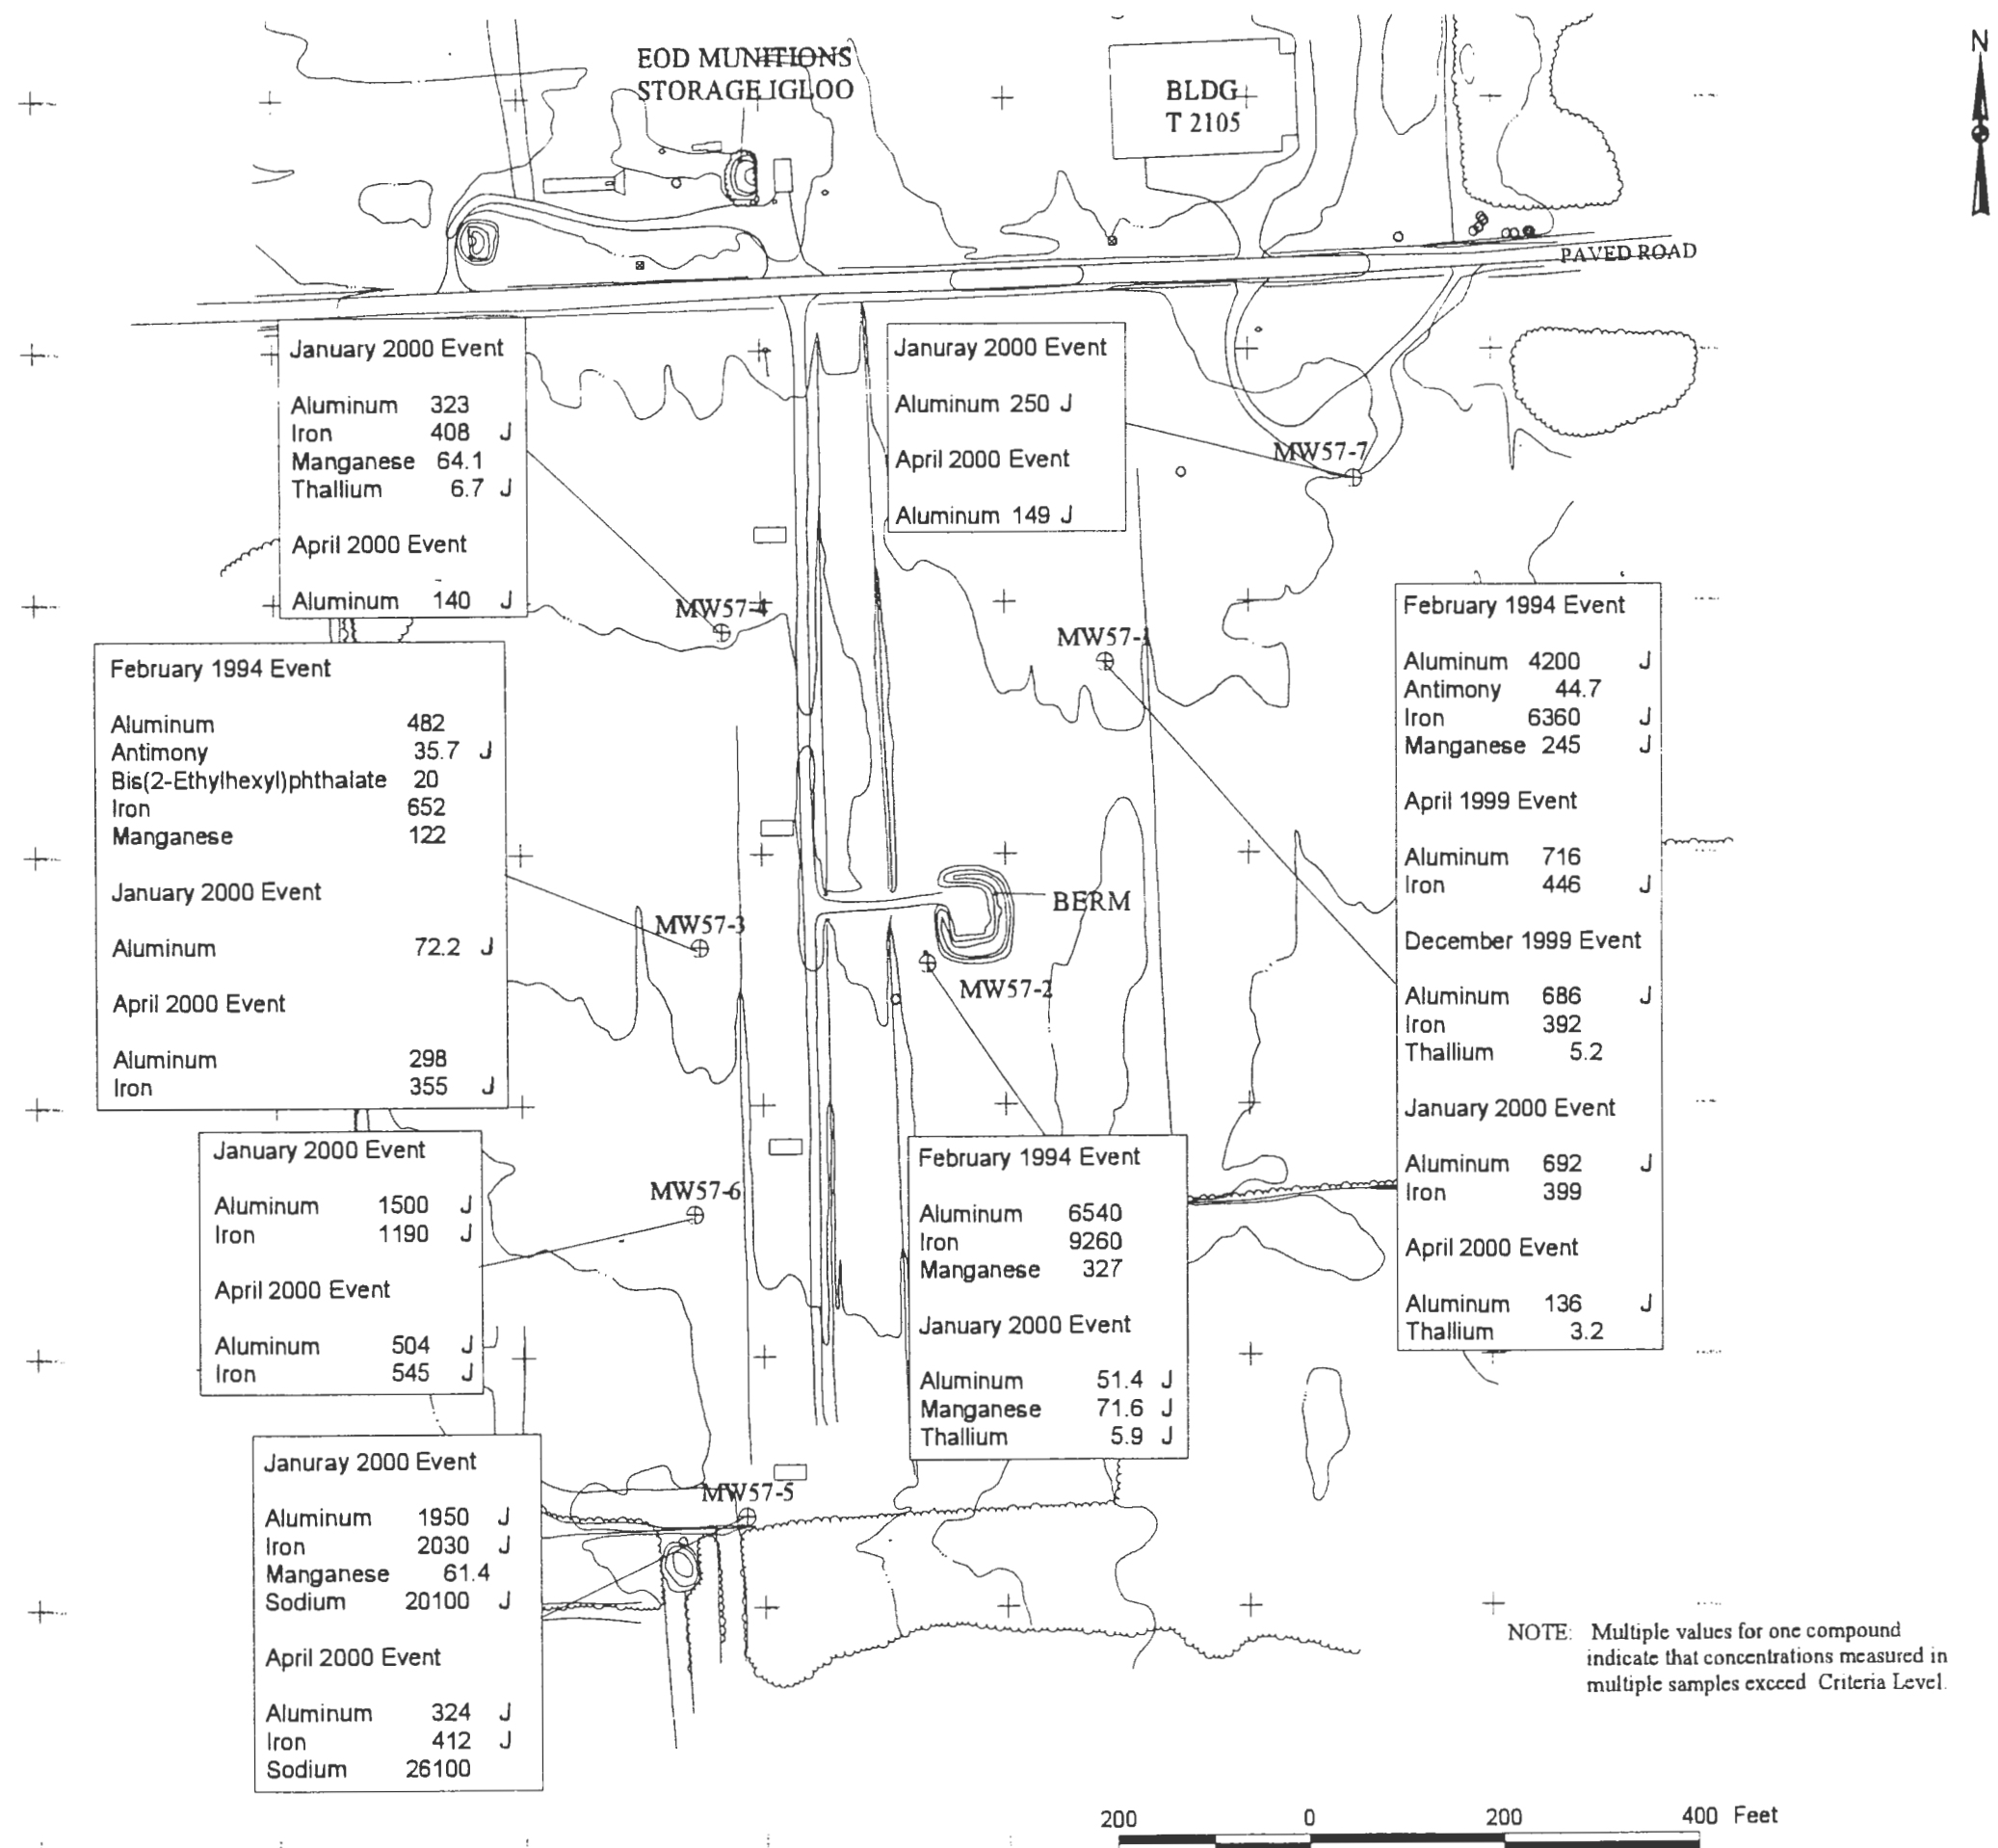 EOD MUNITIONS
STORAGE IGLOO
BLDG
T 2105
N
PAVED ROAD
January 2000 Event
Aluminum 323
Iron 408 J
Manganese 64.1
Thallium 6.7 J
April 2000 Event
Aluminum 140 J
Januray 2000 Event
Aluminum 250 J
April 2000 Event
Aluminum 149 J
MW57-7
MW57-4
MW57-1
February 1994 Event
Aluminum 482
Antimony 35.7 J
Bis(2-Ethylhexyl)phthalate 20
Iron 652
Manganese 122
January 2000 Event
Aluminum 72.2 J
April 2000 Event
Aluminum 298
Iron 355 J
February 1994 Event
Aluminum 4200 J
Antimony 44.7
Iron 6360 J
Manganese 245 J
April 1999 Event
Aluminum 716
Iron 446 J
December 1999 Event
Aluminum 686 J
Iron 392
Thallium 5.2
January 2000 Event
Aluminum 692 J
Iron 399
April 2000 Event
Aluminum 136 J
Thallium 3.2
BERM
MW57-3
MW57-2
January 2000 Event
Aluminum 1500 J
Iron 1190 J
April 2000 Event
Aluminum 504 J
Iron 545 J
MW57-6
February 1994 Event
Aluminum 6540
Iron 9260
Manganese 327
January 2000 Event
Aluminum 51.4 J
Manganese 71.6 J
Thallium 5.9 J
Januray 2000 Event
Aluminum 1950 J
Iron 2030 J
Manganese 61.4
Sodium 20100 J
April 2000 Event
Aluminum 324 J
Iron 412 J
Sodium 26100
MW57-5
NOTE: Multiple values for one compound
indicate that concentrations measured in
multiple samples exceed Criteria Level.
200 0 200 400 Feet